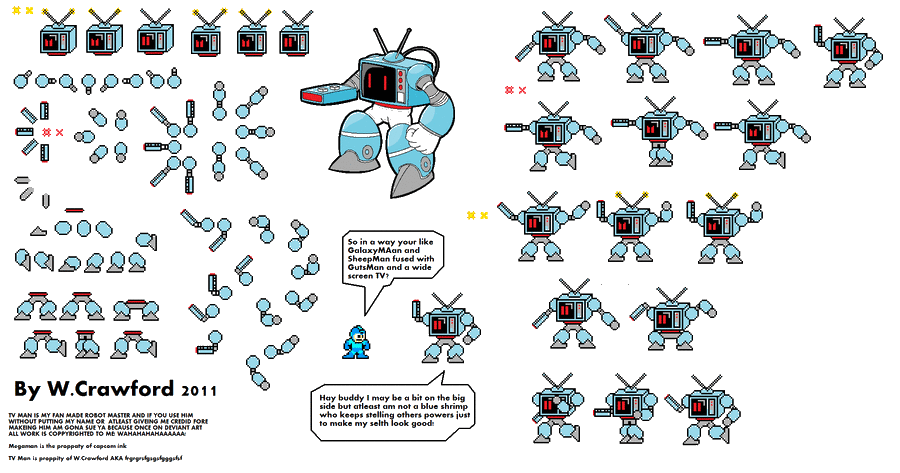 So in a way your like
GalaxyMAan and
SheepMan fused with
GutsMan and a wide
screen TV?
Hay buddy I may be a bit on the big
side but atleast am not a blue shrimp
who keeps stelling others powers just
to make my selth look good!
By W.Crawford 2011
TV MAN IS MY FAN MADE ROBOT MASTER AND IF YOU USE HIM
WITHOUT PUTTING MY NAME OR ATLEAST GIVEING ME CREDID FORE
MAKEING HIM AM GONA SUE YA BECAUSE ONCE ON DEVIANT ART
ALL WORK IS COPPYRIGHTED TO ME WAHAHAHAHAAAAAA:
Megaman is the proppaty of capcom ink
TV Man is proppity of W.Crawford AKA frgrgrsfgsgsfgggsfsf